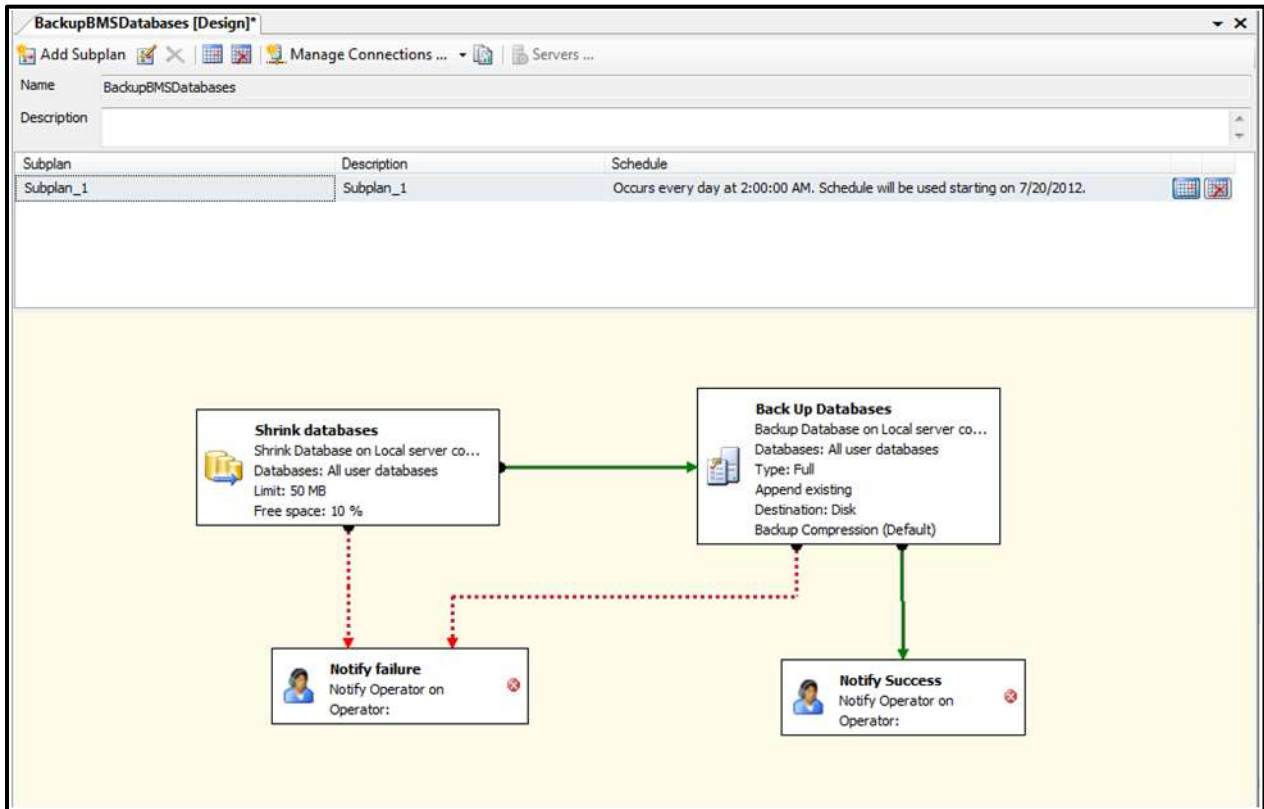 BackupBMSDatabases [Design]*
Add Subplan Manage Connections ... Servers ...
Name BackupBMSDatabases
Description
Subplan Description Schedule
Subplan_1 Subplan_1 Occurs every day at 2:00:00 AM. Schedule will be used starting on 7/20/2012.
Shrink databases
Shrink Database on Local server co...
Databases: All user databases
Limit: 50 MB
Free space: 10 %
Back Up Databases
Backup Database on Local server co...
Databases: All user databases
Type: Full
Append existing
Destination: Disk
Backup Compression (Default)
Notify failure
Notify Operator on
Operator:
Notify Success
Notify Operator on
Operator: